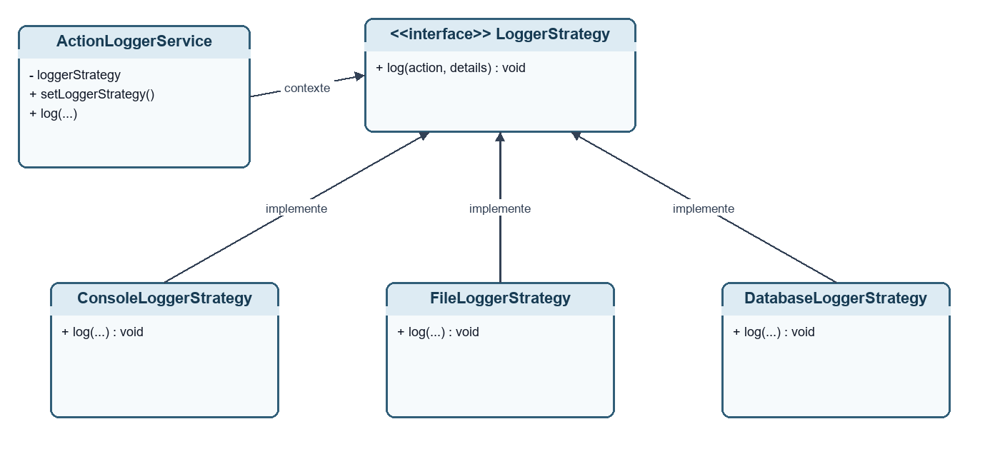 ActionLoggerService
- loggerStrategy
+ setLoggerStrategy()
+ log(...)
contexte
<<interface>> LoggerStrategy
+ log(action, details) : void
implemente
implemente
implemente
ConsoleLoggerStrategy
+ log(...) : void
FileLoggerStrategy
+ log(...) : void
DatabaseLoggerStrategy
+ log(...) : void